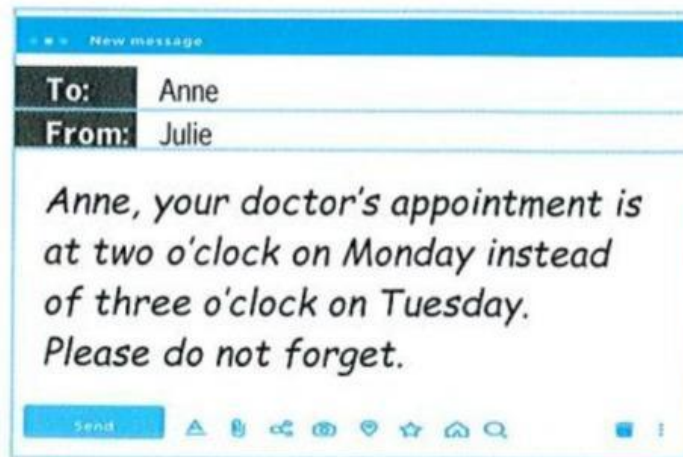 New message
To: Anne
From: Julie
Anne, your doctor's appointment is
at two o'clock on Monday instead
of three o'clock on Tuesday.
Please do not forget.
Send